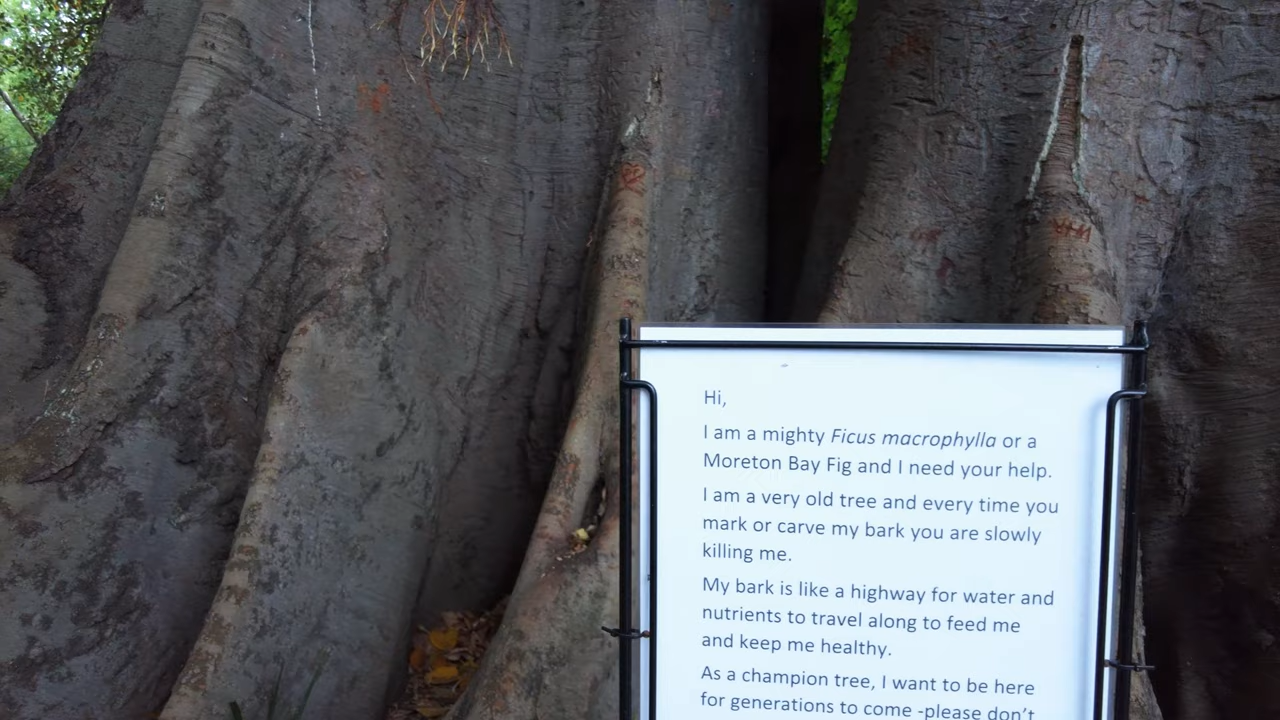 Hi,
I am a mighty Ficus macrophylla or a
Moreton Bay Fig and I need your help.
I am a very old tree and every time you
mark or carve my bark you are slowly
killing me.
My bark is like a highway for water and
nutrients to travel along to feed me
and keep me healthy.
As a champion tree, I want to be here
for generations to come -please don't